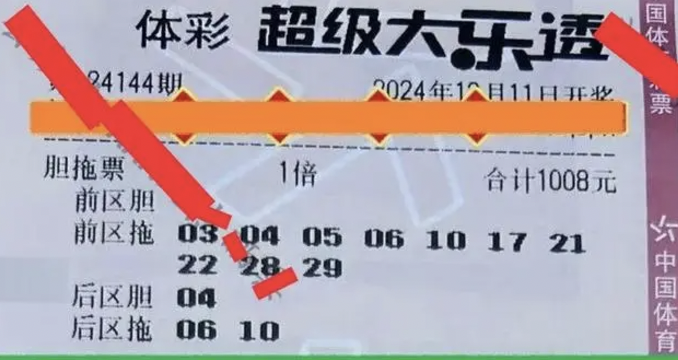 体彩 超级大乐透
24144期 2024年12月11日开奖
胆拖票 1倍 合计1008元
前区胆
前区拖 03 04 05 06 10 17 21
22 28 29
后区胆 04
后区拖 06 10
国体
票
中国体育